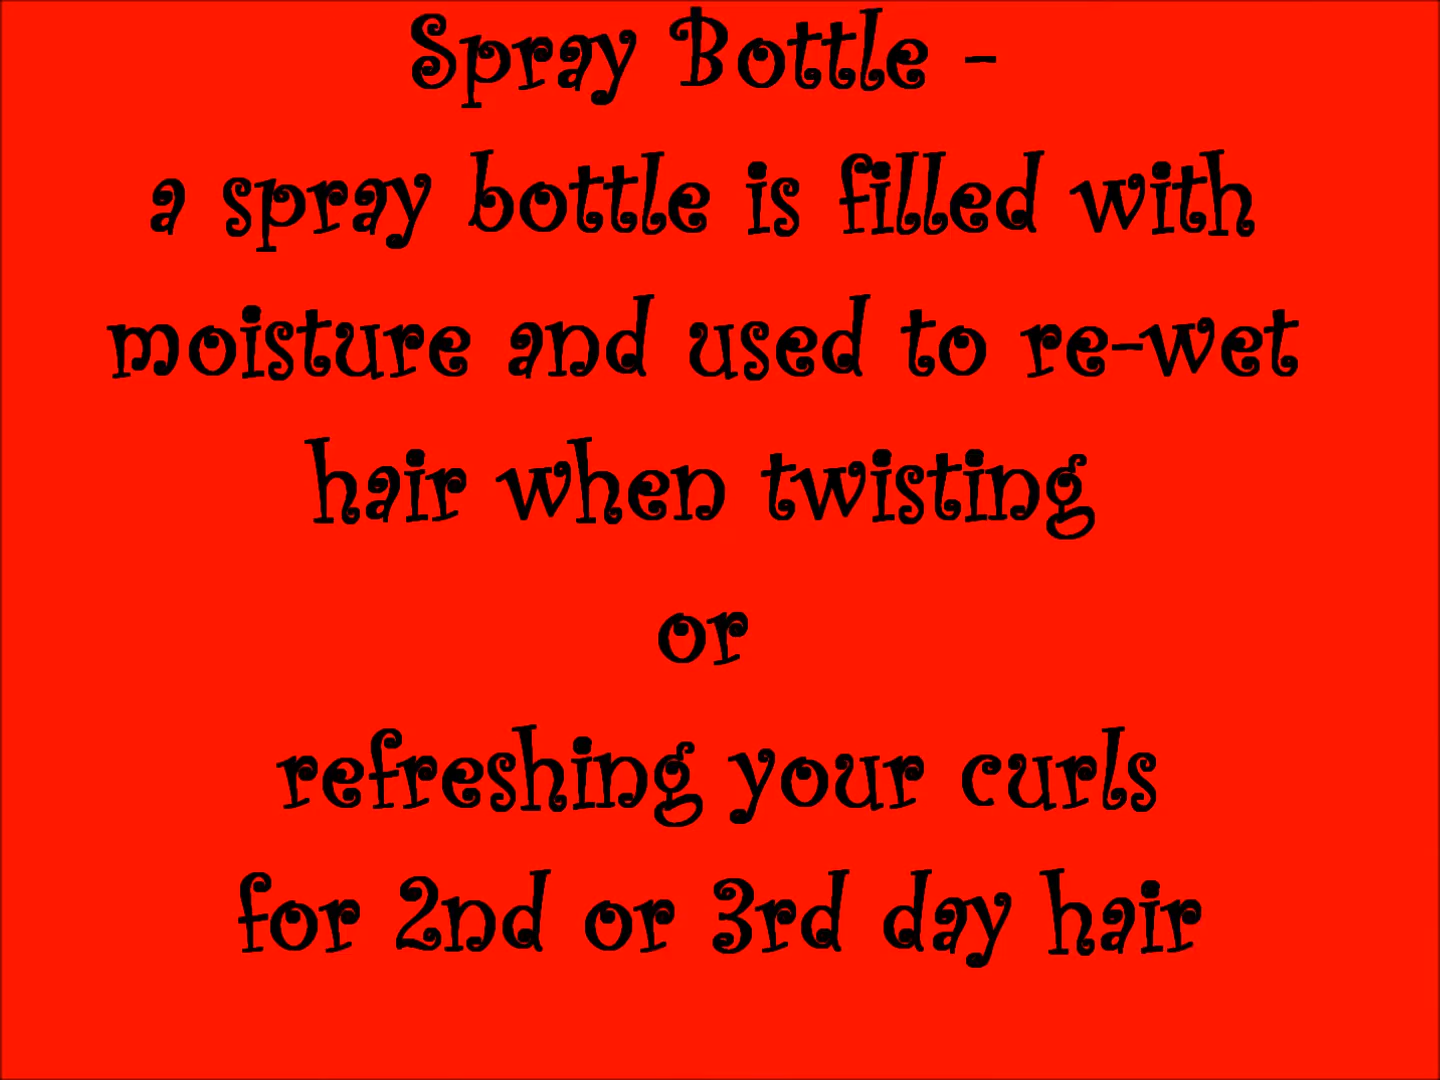 Spray Bottle -
a spray bottle is filled with
moisture and used to re-wet
hair when twisting
or
refreshing your curls
for 2nd or 3rd day hair